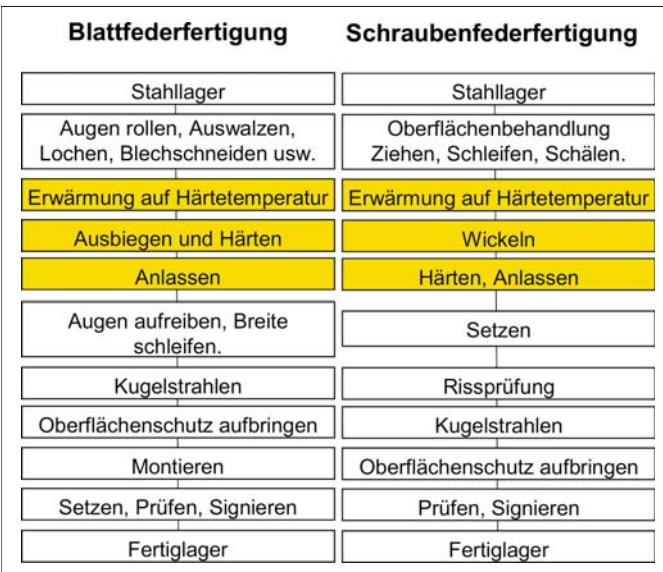 Blattfederfertigung
Stahllager
Augen rollen, Auswalzen,
Lochen, Blechschneiden usw.
Erwärmung auf Härtetemperatur
Ausbiegen und Härten
Anlassen
Augen aufreiben, Breite
schleifen.
Kugelstrahlen
Oberflächenschutz aufbringen
Montieren
Setzen, Prüfen, Signieren
Fertiglager
Schraubenfederfertigung
Stahllager
Oberflächenbehandlung
Ziehen, Schleifen, Schälen.
Erwärmung auf Härtetemperatur
Wickeln
Härten, Anlassen
Setzen
Rissprüfung
Kugelstrahlen
Oberflächenschutz aufbringen
Prüfen, Signieren
Fertiglager